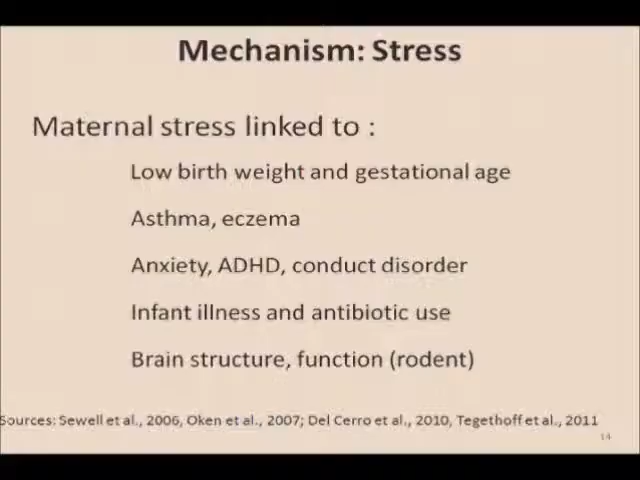 Mechanism: Stress
Maternal stress linked to :
Low birth weight and gestational age
Asthma, eczema
Anxiety, ADHD, conduct disorder
Infant illness and antibiotic use
Brain structure, function (rodent)
Sources: Sewell et al., 2006, Oken et al., 2007; Del Cerro et al., 2010, Tegethoff et al., 2011
14